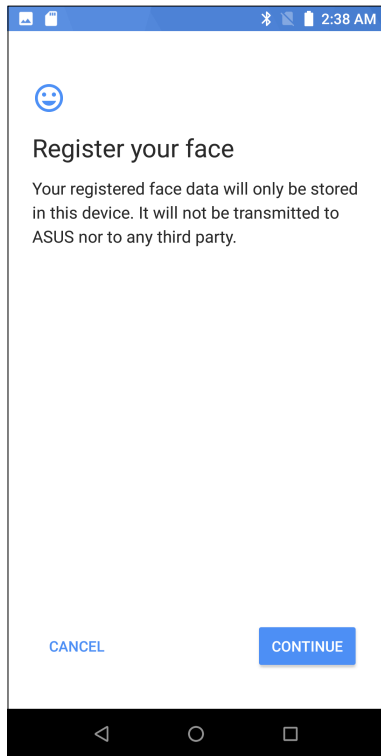 2:38 AM
Register your face
Your registered face data will only be stored
in this device. It will not be transmitted to
ASUS nor to any third party.
CANCEL
CONTINUE